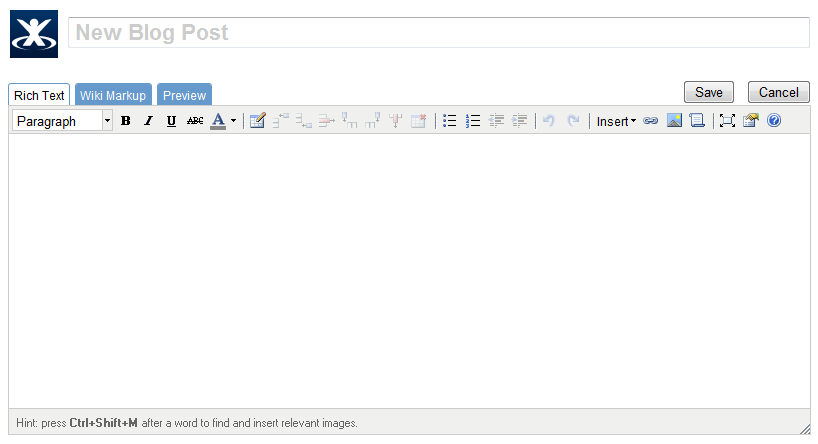 New Blog Post
Rich Text Wiki Markup Preview Save Cancel
Paragraph B I U ABC A Insert
Hint: press Ctrl+Shift+M after a word to find and insert relevant images.